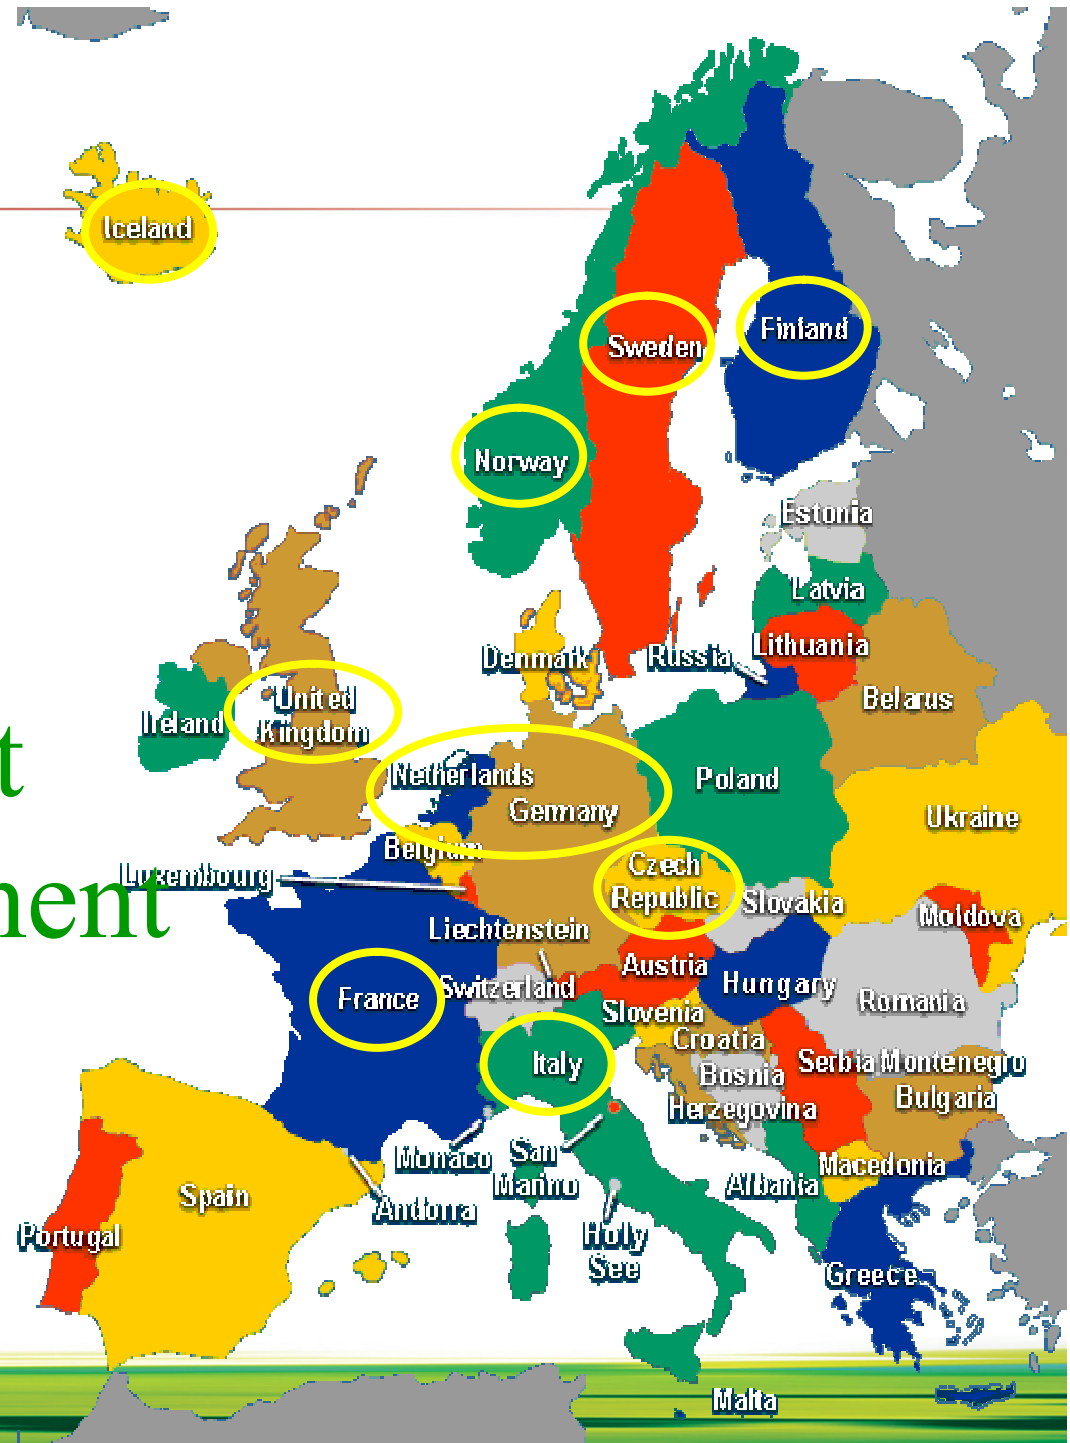 Iceland
Finland
Sweden
Norway
Estonia
Latvia
Lithuania
Denmark
Russia
Belarus
United
Kingdom
Ireland
t
Netherlands
Poland
Germany
Ukraine
Belgium
Czech
Republic
Luxembourg
nent
Slovakia
Moldova
Liechtenstein
Austria
Hungary
France
Switzerland
Romania
Slovenia
Croatia
Italy
Serbia Montenegro
Bosnia
Herzegovina
Bulgaria
Monaco
San
Marino
Macedonia
Albania
Spain
Andorra
Portugal
Holy
See
Greece
Malta